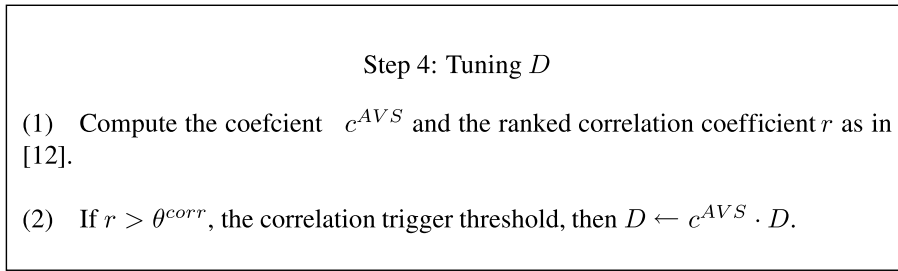 Step 4: Tuning D
(1) Compute the coefcient c^{AVS} and the ranked correlation coefficient r as in
[12].
(2) If r > θ^{corr}, the correlation trigger threshold, then D ← c^{AVS} · D.